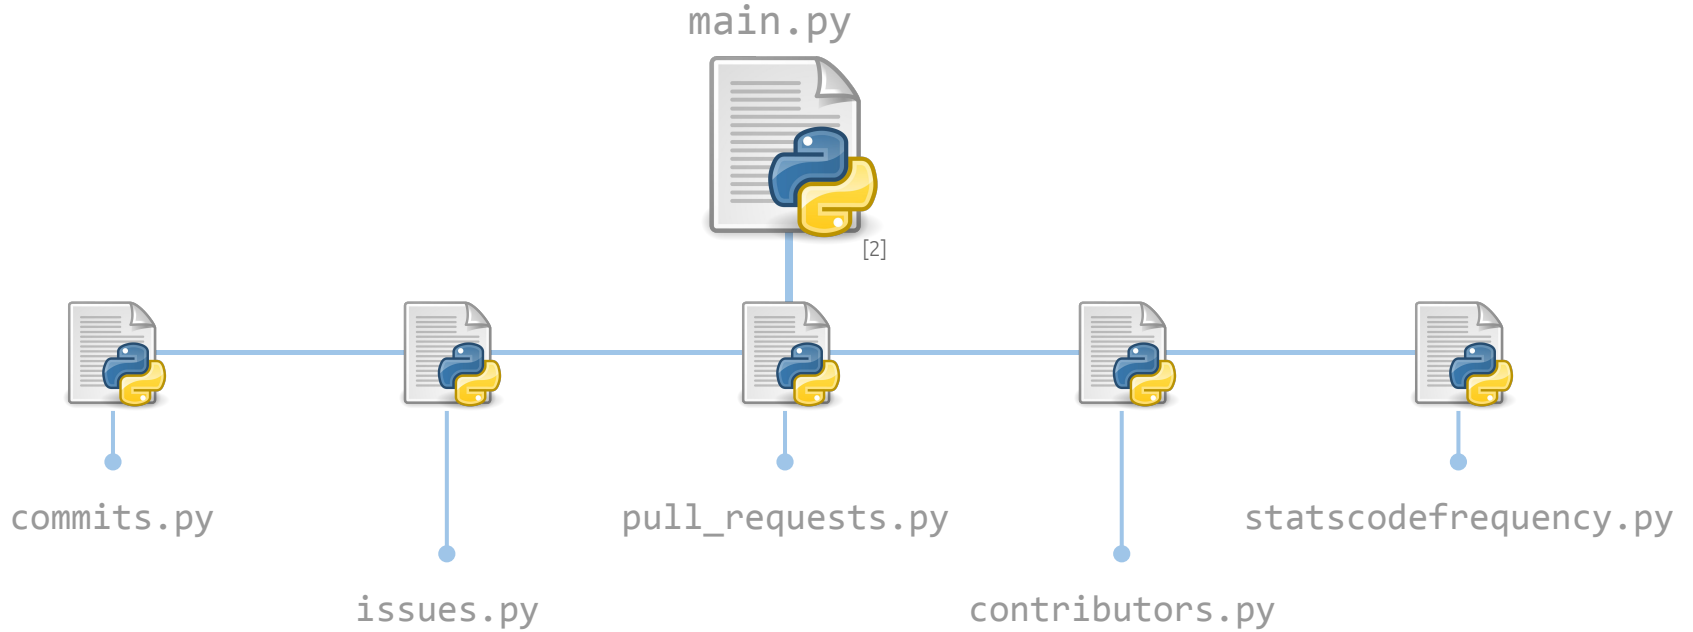 main.py
[2]
commits.py
pull_requests.py
statscodefrequency.py
issues.py
contributors.py